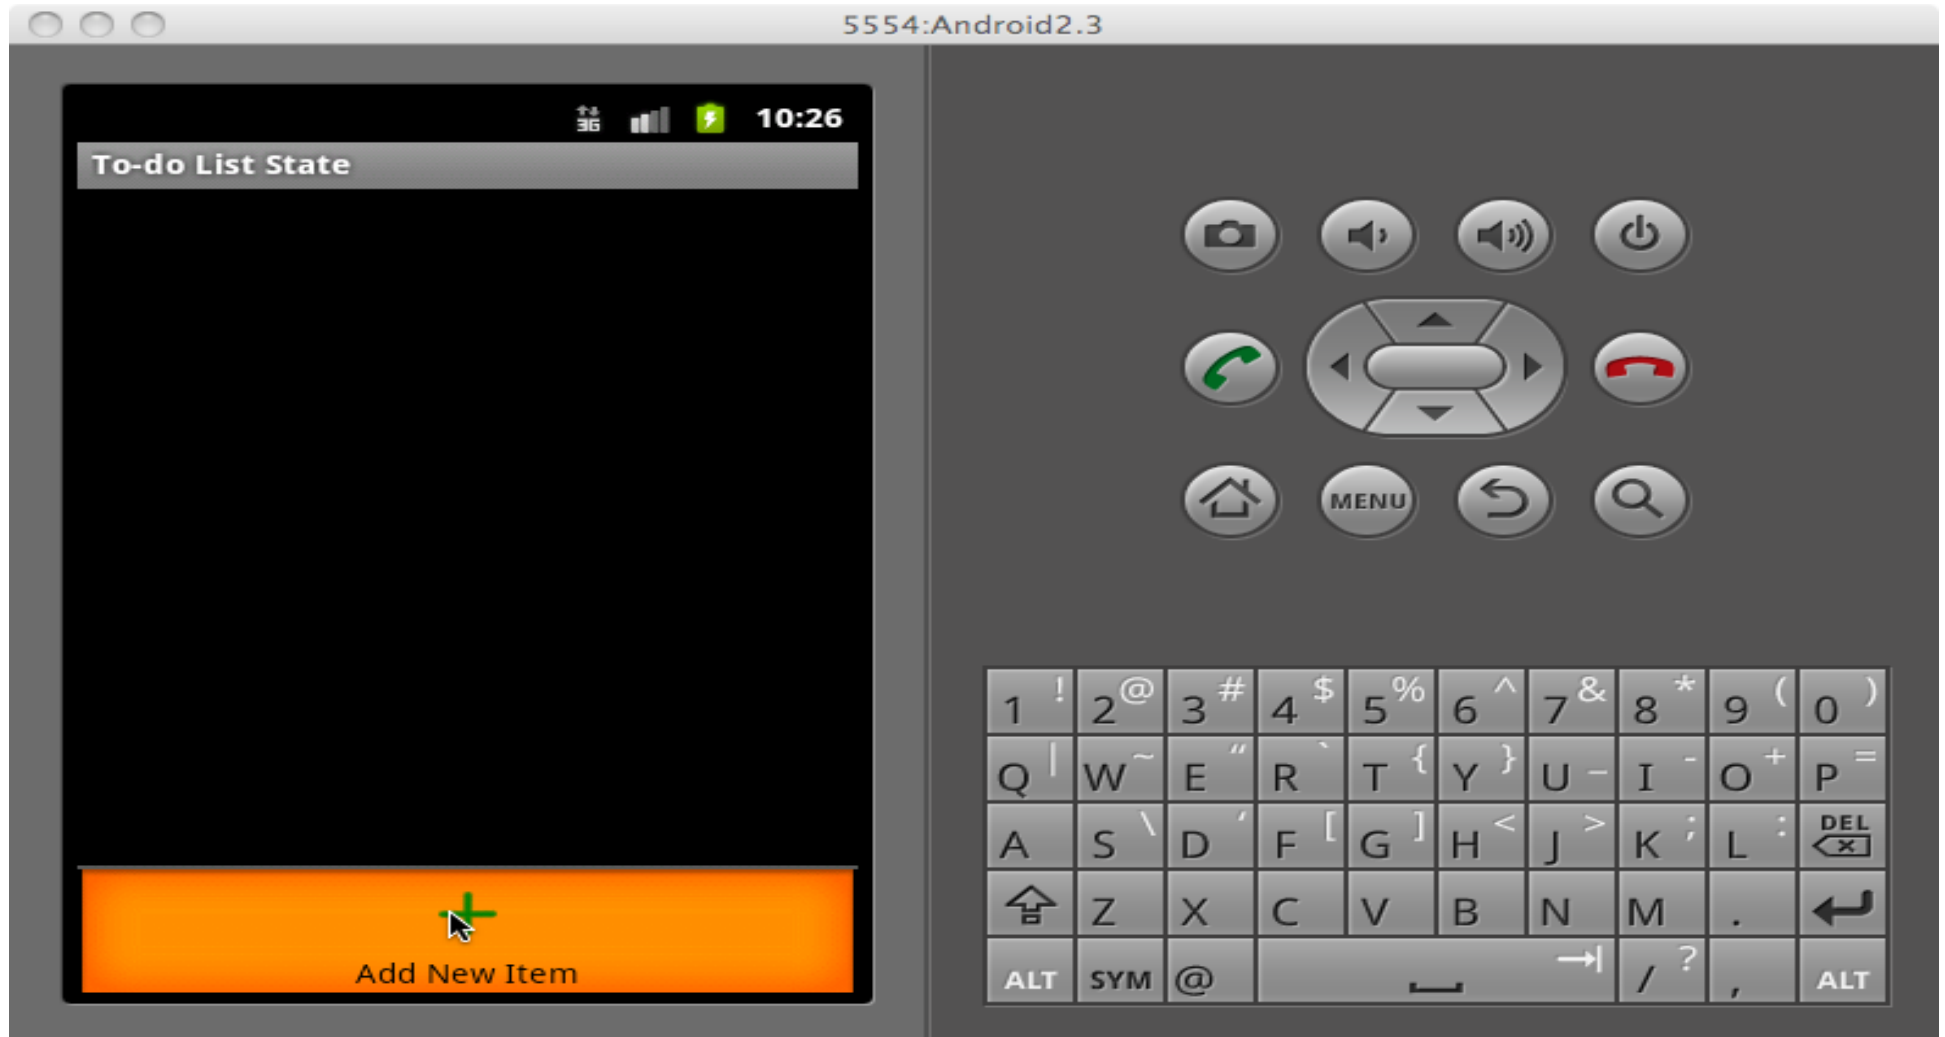 5554:Android2.3
3G 10:26
To-do List State
Add New Item
MENU
1 ! 2 @ 3 # 4 $ 5 % 6 ^ 7 & 8 * 9 ( 0 )
Q | W ~ E “ R ` T { Y } U _ I - O + P =
A S \ D ‘ F [ G ] H < J > K ; L : DEL
Z X C V B N M .
ALT SYM @ / ? , ALT